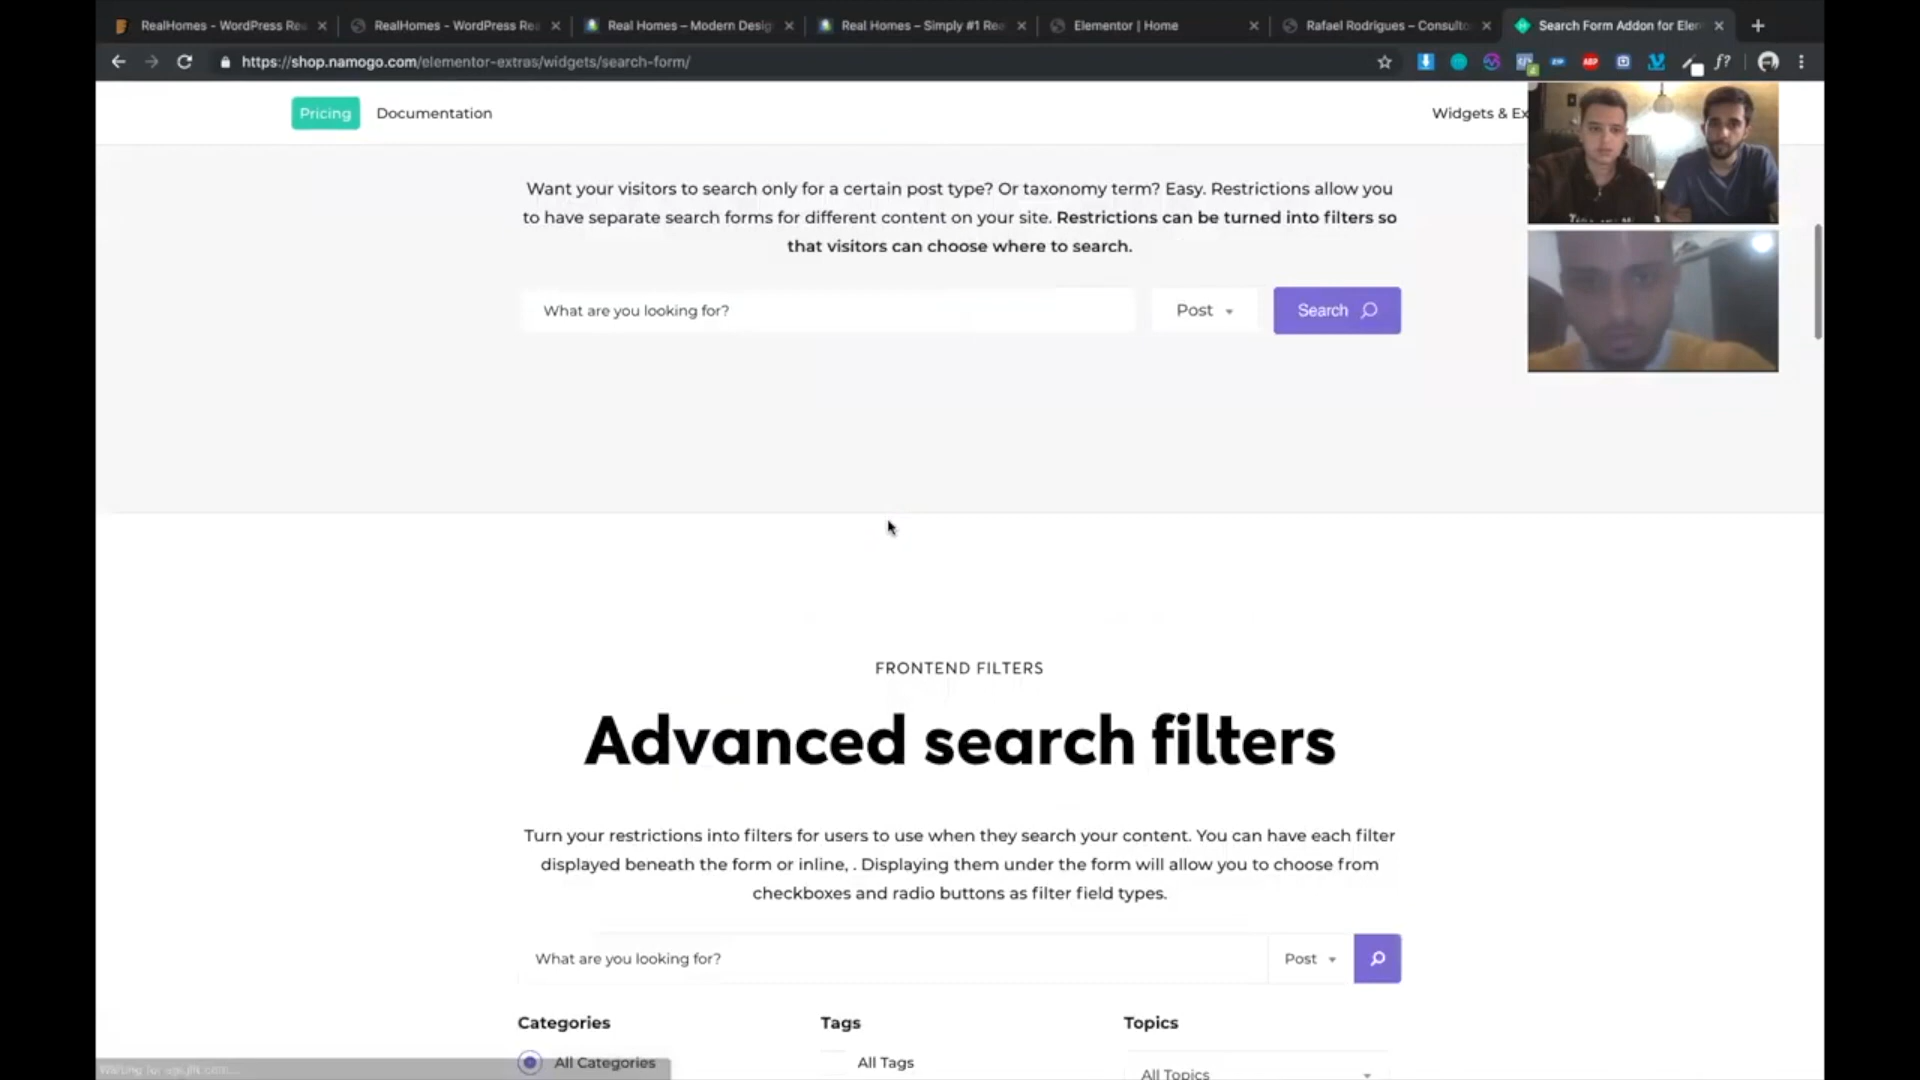 RealHomes - WordPress Rea
RealHomes - WordPress Rea
Real Homes – Modern Desig
Real Homes – Simply #1 Rea
Elementor | Home
Rafael Rodrigues – Consulto
Search Form Addon for Elem
https://shop.namogo.com/elementor-extras/widgets/search-form/
ABP
f?
Pricing
Documentation
Widgets & Ex
Want your visitors to search only for a certain post type? Or taxonomy term? Easy. Restrictions allow you
to have separate search forms for different content on your site. Restrictions can be turned into filters so
that visitors can choose where to search.
What are you looking for?
Post
Search
FRONTEND FILTERS
Advanced search filters
Turn your restrictions into filters for users to use when they search your content. You can have each filter
displayed beneath the form or inline, . Displaying them under the form will allow you to choose from
checkboxes and radio buttons as filter field types.
What are you looking for?
Post
Categories
Tags
Topics
All Categories
All Tags
All Topics